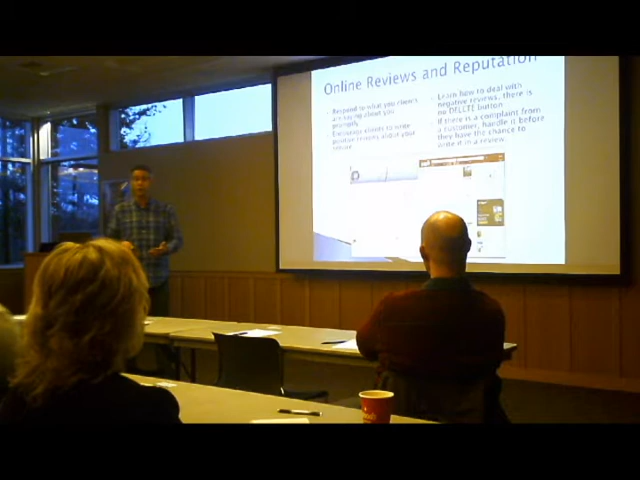 Online Reviews and Reputation
Respond to what you clients
are saying about you
promptly
Encourage clients to write
positive reviews about your
service
Learn how to deal with
negative reviews, there is
no DELETE button
If there is a complaint from
a customer, handle it before
they have the chance to
write it in a review.